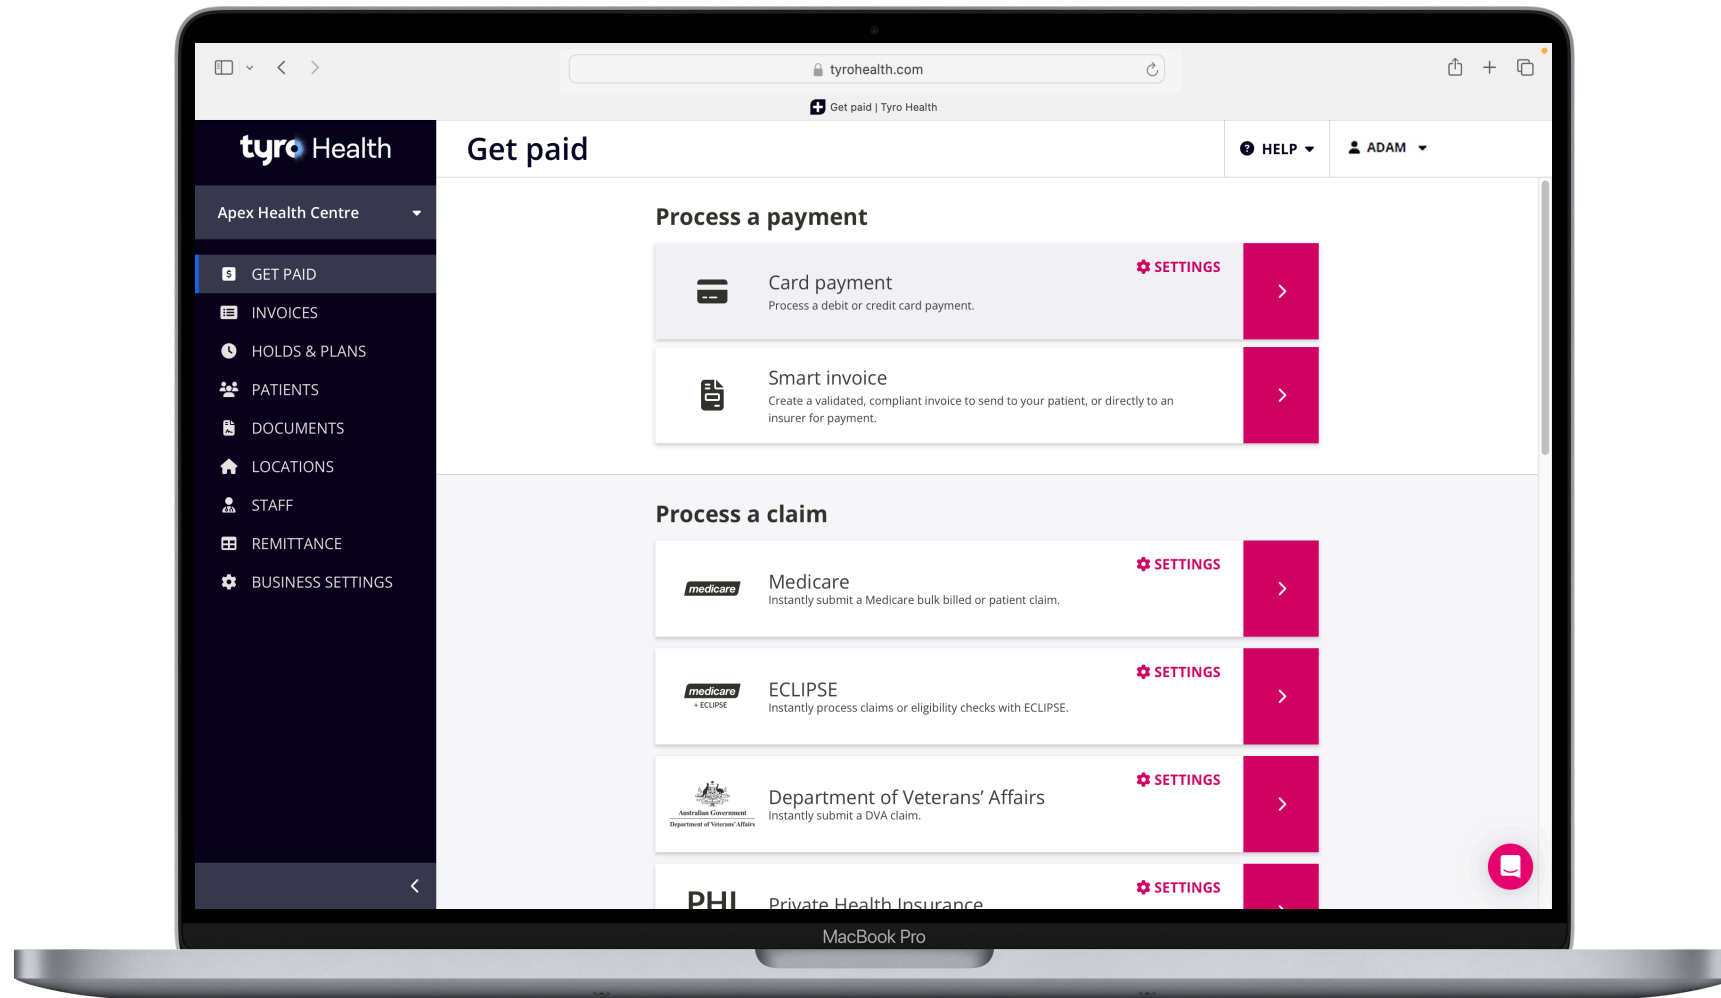 tyrohealth.com
Get paid | Tyro Health
tyro Health
Get paid
HELP
ADAM
Apex Health Centre
GET PAID
INVOICES
HOLDS & PLANS
PATIENTS
DOCUMENTS
LOCATIONS
STAFF
REMITTANCE
BUSINESS SETTINGS
Process a payment
SETTINGS
Card payment
Process a debit or credit card payment.
Smart invoice
Create a validated, compliant invoice to send to your patient, or directly to an
insurer for payment.
Process a claim
SETTINGS
medicare
Medicare
Instantly submit a Medicare bulk billed or patient claim.
SETTINGS
medicare
+ ECLIPSE
ECLIPSE
Instantly process claims or eligibility checks with ECLIPSE.
SETTINGS
Australian Government
Department of Veterans' Affairs
Department of Veterans’ Affairs
Instantly submit a DVA claim.
SETTINGS
PHI
Private Health Insurance
MacBook Pro